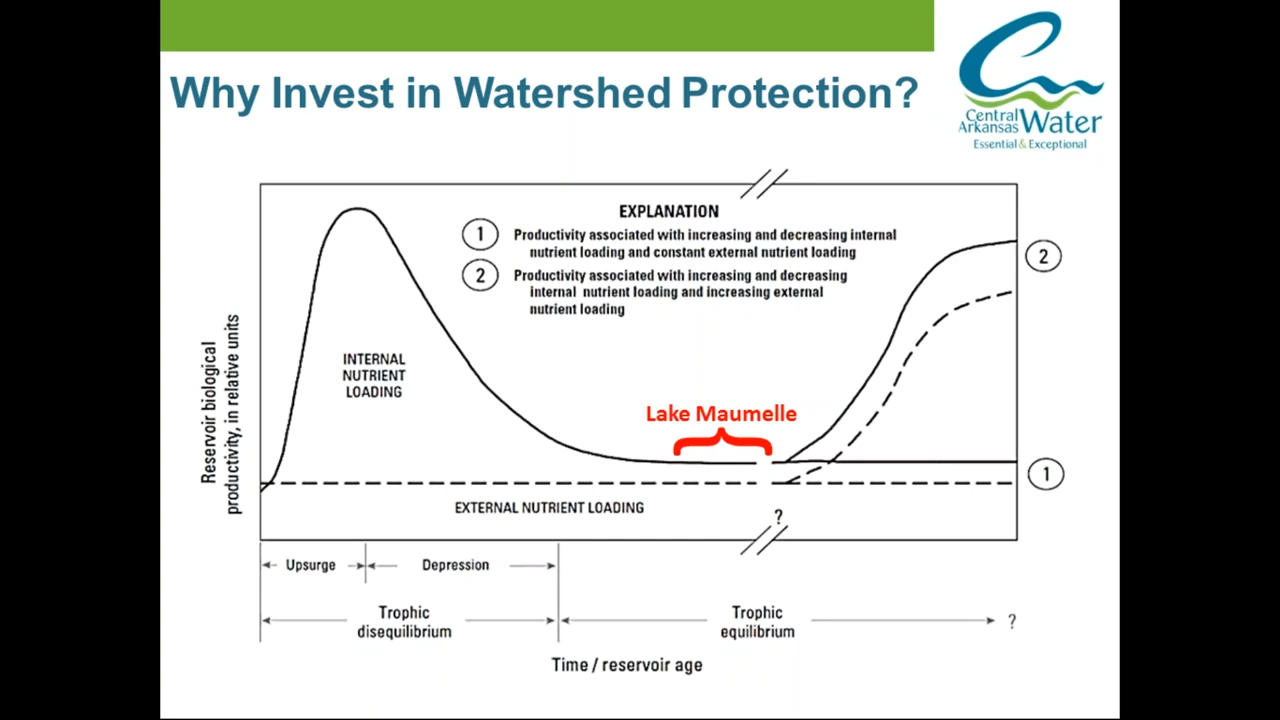 Why Invest in Watershed Protection?
Central
Arkansas Water
Essential & Exceptional
EXPLANATION
1 Productivity associated with increasing and decreasing internal
nutrient loading and constant external nutrient loading
2 Productivity associated with increasing and decreasing
internal nutrient loading and increasing external
nutrient loading
2
Reservoir biological
productivity, in relative units
INTERNAL
NUTRIENT
LOADING
Lake Maumelle
1
EXTERNAL NUTRIENT LOADING
?
Upsurge
Depression
Trophic
disequilibrium
Trophic
equilibrium
?
Time / reservoir age